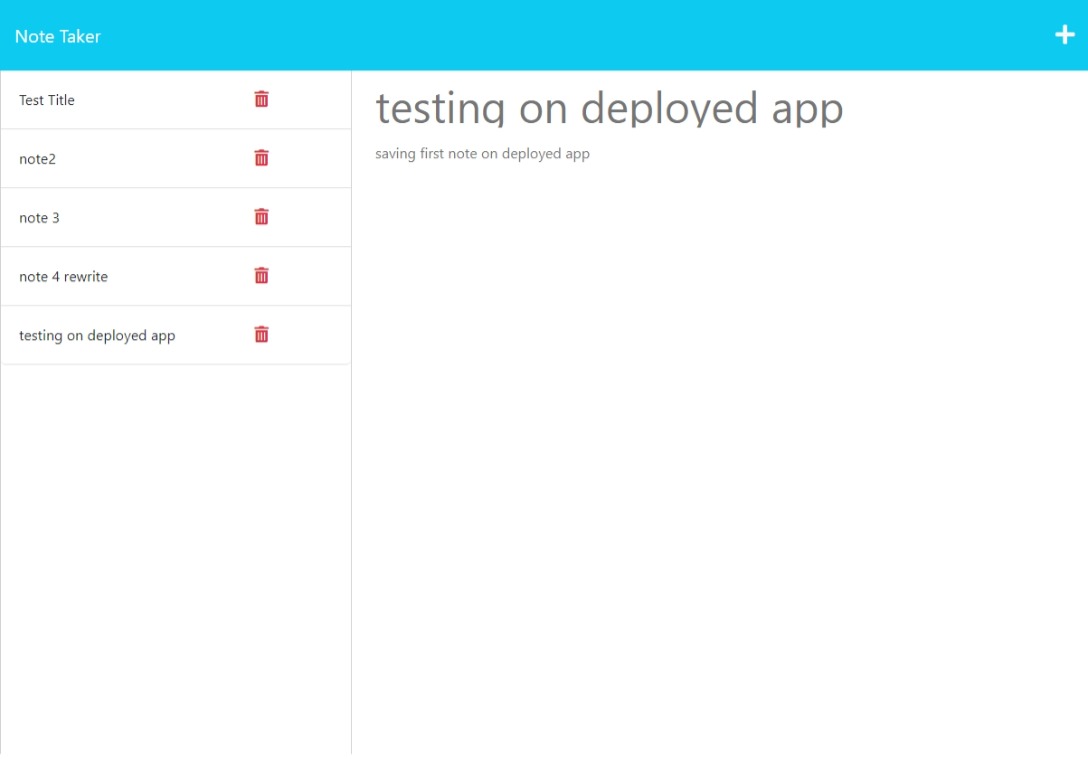 Note Taker
Test Title
note2
note 3
note 4 rewrite
testing on deployed app
testing on deployed app
saving first note on deployed app